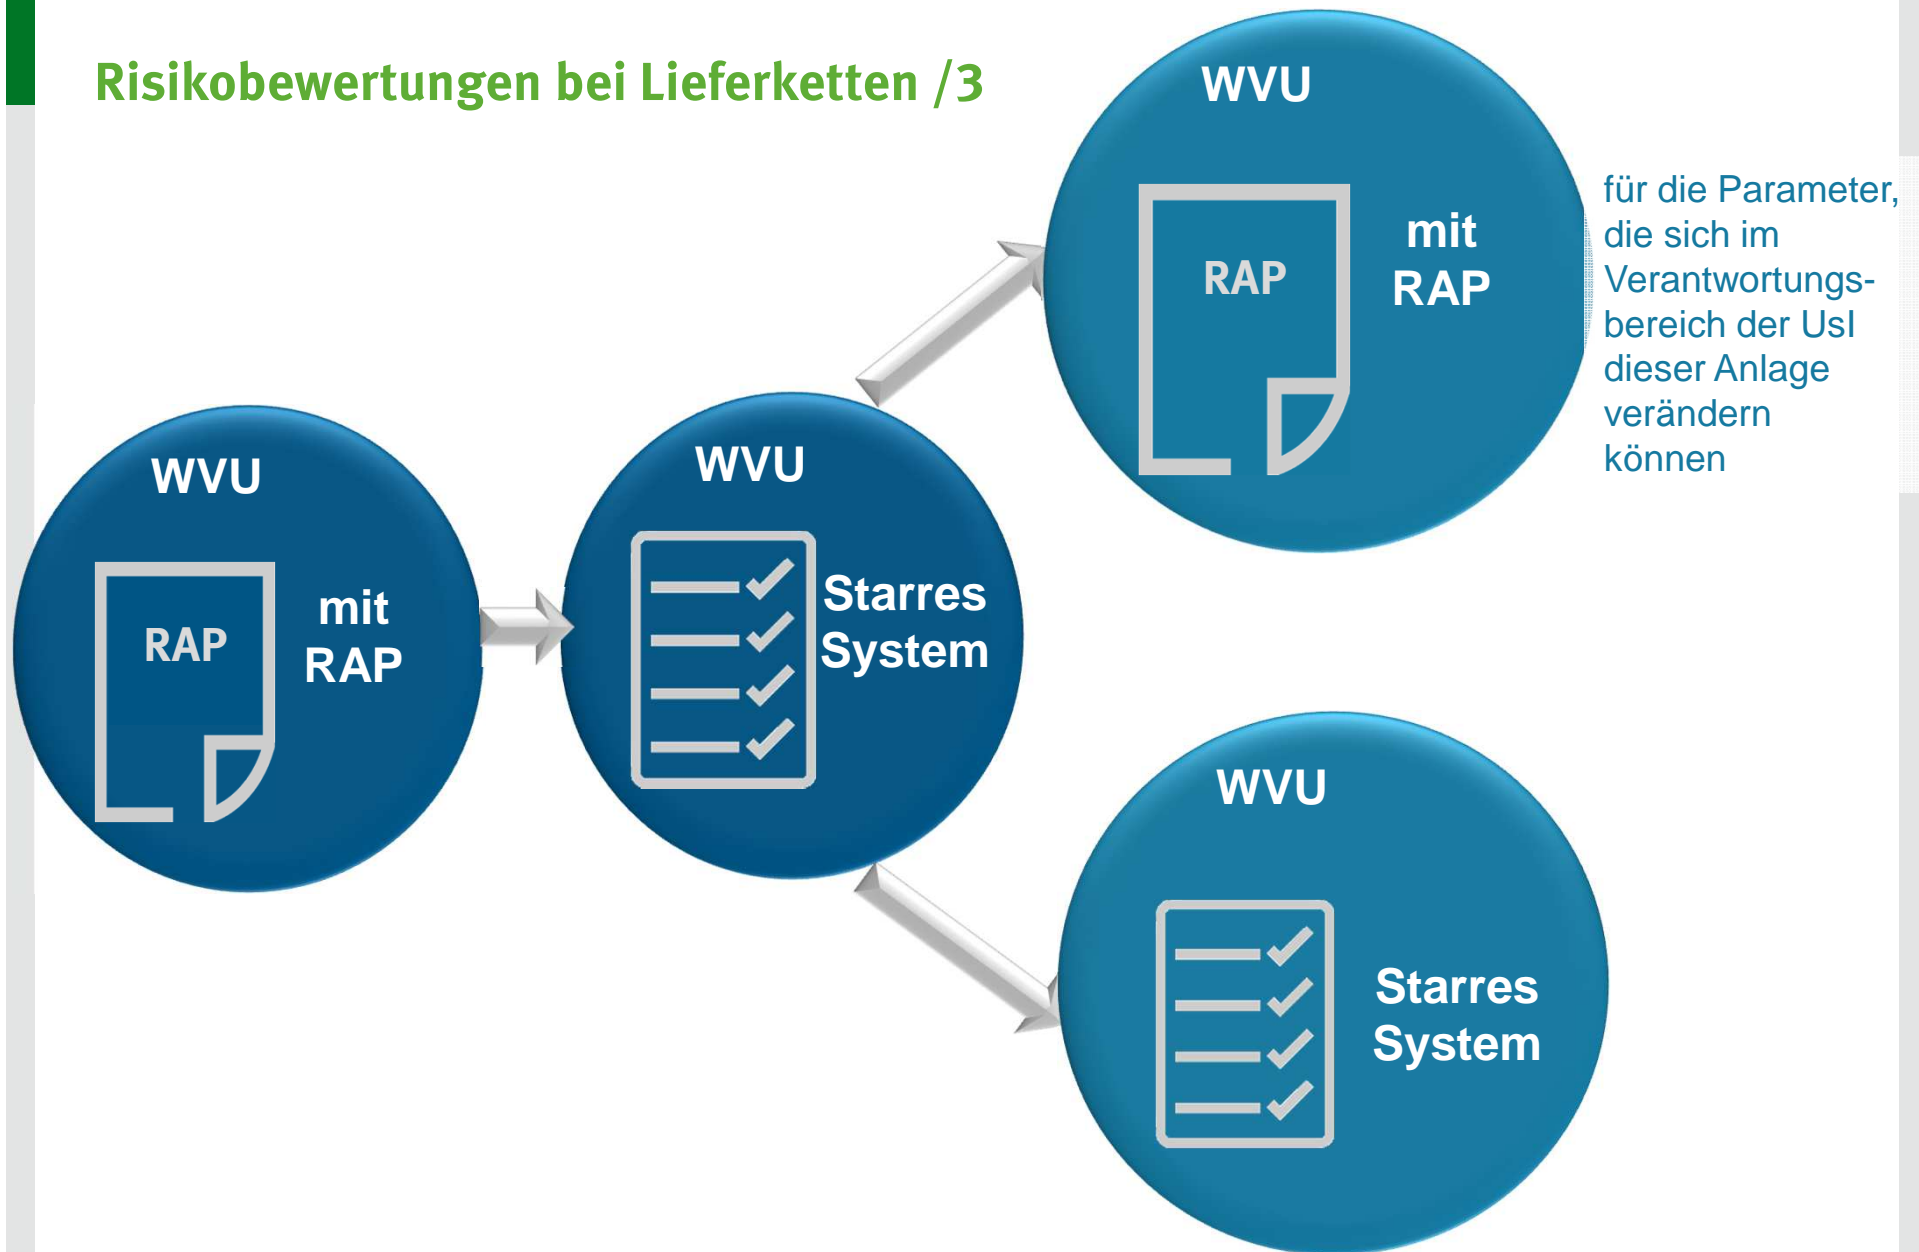 Risikobewertungen bei Lieferketten /3
WVU
RAP
mit
RAP
WVU
Starres
System
WVU
RAP
mit
RAP
für die Parameter,
die sich im
Verantwortungs-
bereich der UsI
dieser Anlage
verändern
können
WVU
Starres
System